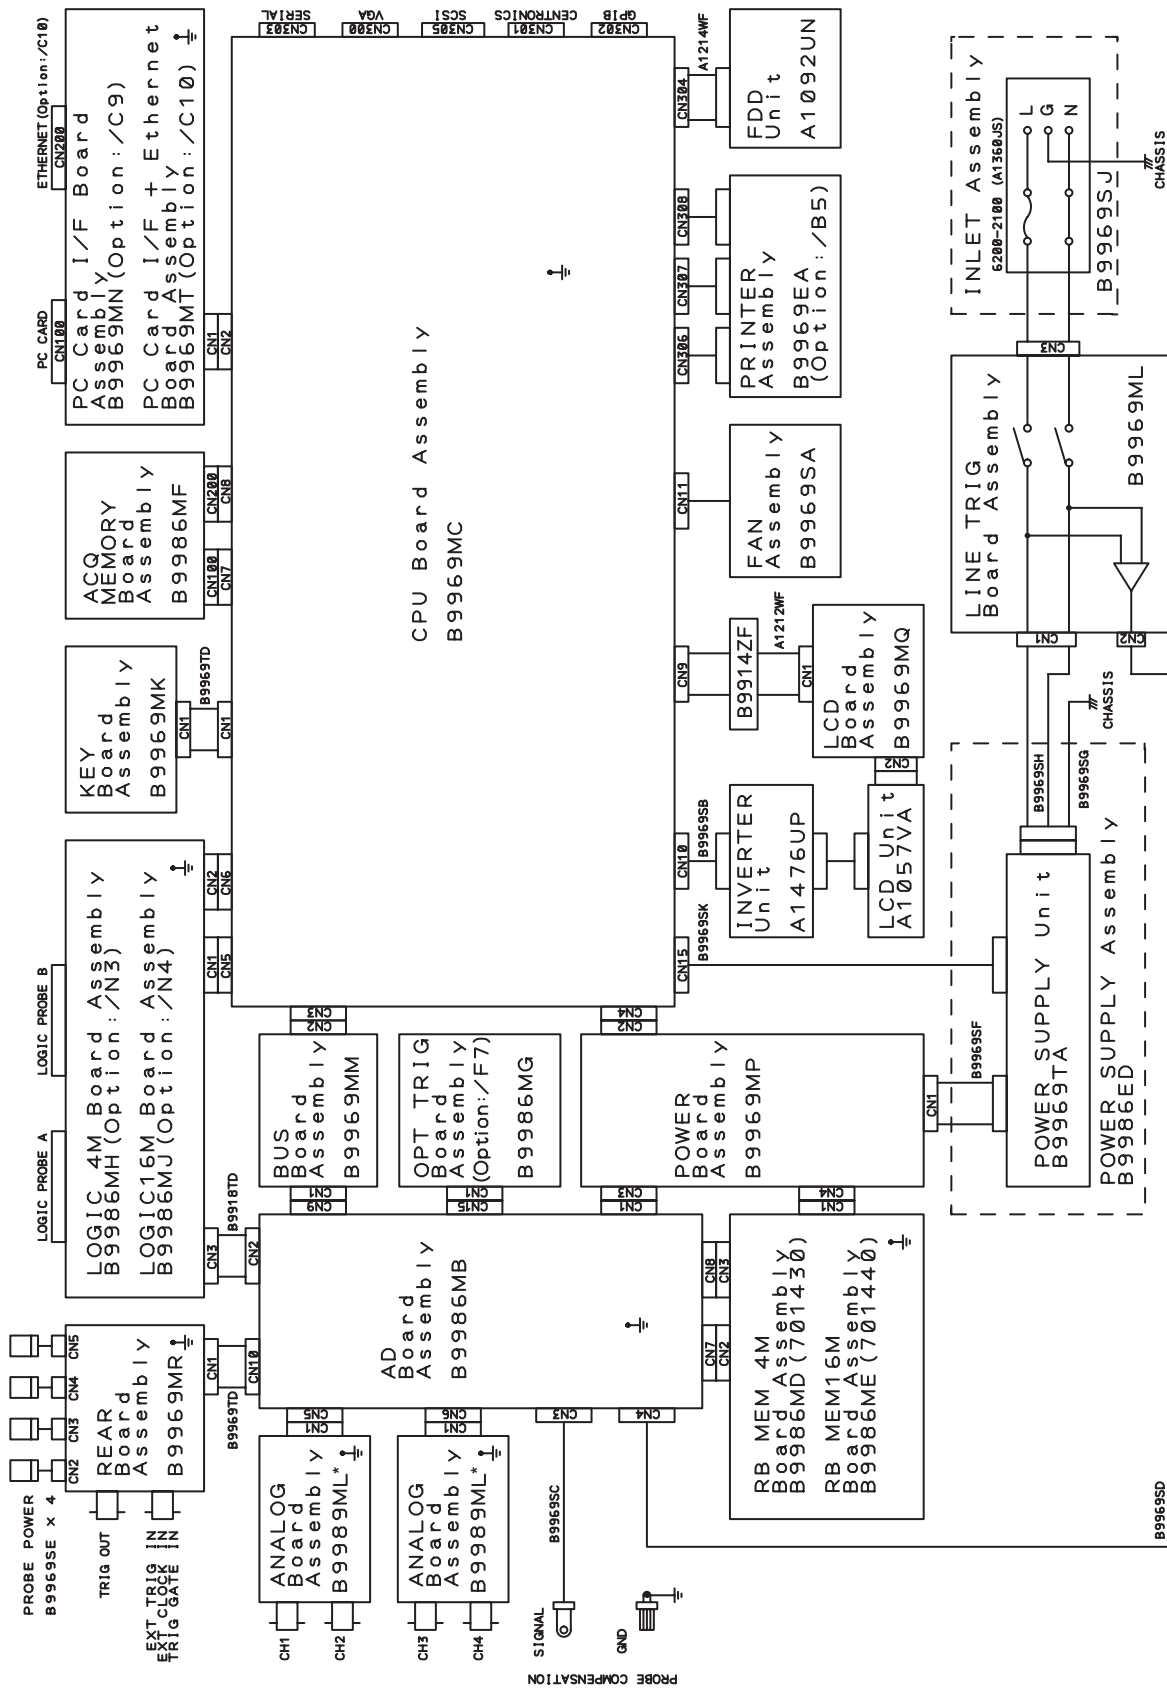 PROBE POWER
B9969SE × 4
CN2
CN3
CN4
CN5
TRIG OUT
EXT TRIG IN
EXT CLOCK IN
TRIG GATE IN
REAR
Board
Assembly
B9969MR
CN1
B9969TD
CN10
LOGIC PROBE A
LOGIC PROBE B
LOGIC 4M Board Assembly
B9986MH(Option:/N3)
LOGIC16M Board Assembly
B9986MJ(Option:/N4)
CN3
B9918TD
CN2
CN1
CN5
CN2
CN6
KEY
Board
Assembly
B9969MK
CN1
B9969TD
CN1
ACQ
MEMORY
Board
Assembly
B9986MF
CN100
CN7
CN200
CN8
PC CARD
CN100
ETHERNET(Option:/C10)
CN200
PC Card I/F Board
Assembly
B9969MN(Option:/C9)
PC Card I/F + Ethernet
Board Assembly
B9969MT(Option:/C10)
CN1
CN2
SERIAL
CN303
VGA
CN300
SCSI
CN305
CENTRONICS
CN301
GPIB
CN302
CPU Board Assembly
B9969MC
CH1
CH2
ANALOG
Board
Assembly
B9989ML*
CN1
CN5
CH3
CH4
ANALOG
Board
Assembly
B9989ML*
CN1
CN6
AD
Board
Assembly
B9986MB
CN9
CN1
BUS
Board
Assembly
B9969MM
CN2
CN3
CN15
CN1
OPT TRIG
Board
Assembly
(Option:/F7)
B9986MG
CN1
CN3
POWER
Board
Assembly
B9969MP
CN2
CN4
PROBE COMPENSATION
SIGNAL
GND
CN3
B9969SC
CN4
B9969SD
CN7
CN2
CN8
CN3
RB MEM 4M
Board Assembly
B9986MD(701430)
RB MEM16M
Board Assembly
B9986ME(701440)
CN1
CN4
CN1
B9969SF
CN15
B9969SK
CN10
B9969SB
INVERTER
Unit
A1476UP
LCD Unit
A1057VA
CN2
CN9
B9914ZF
A1212WF
CN1
LCD
Board
Assembly
B9969MQ
CN11
FAN
Assembly
B9969SA
CN306
CN307
CN308
PRINTER
Assembly
B9969EA
(Option:/B5)
CN304
A1214WF
FDD
Unit
A1092UN
POWER SUPPLY Unit
B9969TA
POWER SUPPLY Assembly
B9986ED
B9969SH
B9969SG
CHASSIS
CN1
CN2
LINE TRIG
Board Assembly
B9969ML
CN3
INLET Assembly
6200-2100 (A1360JS)
L
G
N
B9969SJ
CHASSIS